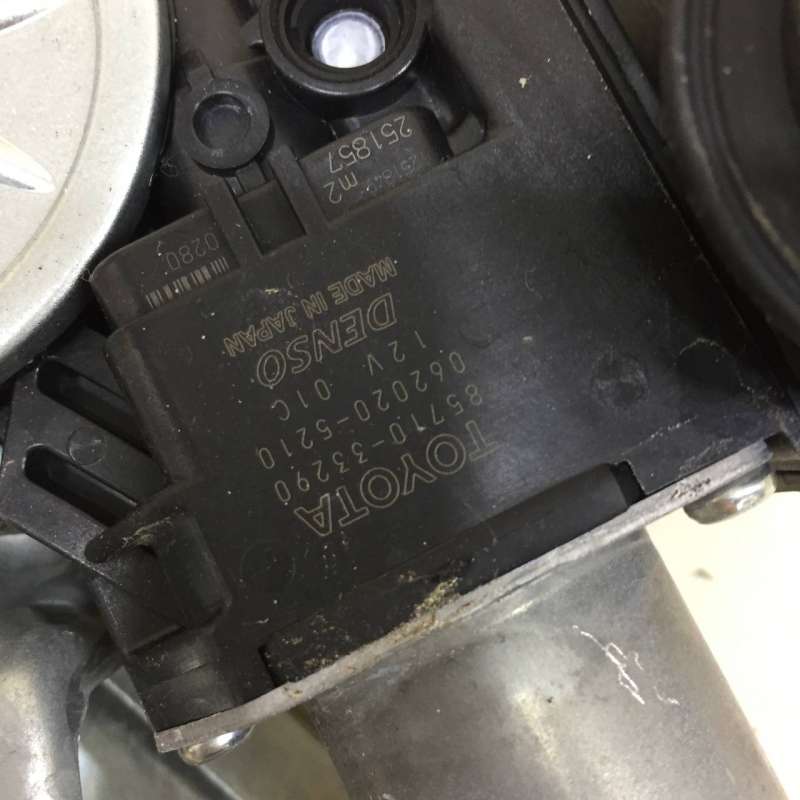 TOYOTA
85710-33290
062020-5210
12V 01C
DENSO
MADE IN JAPAN
0280
m2
251857